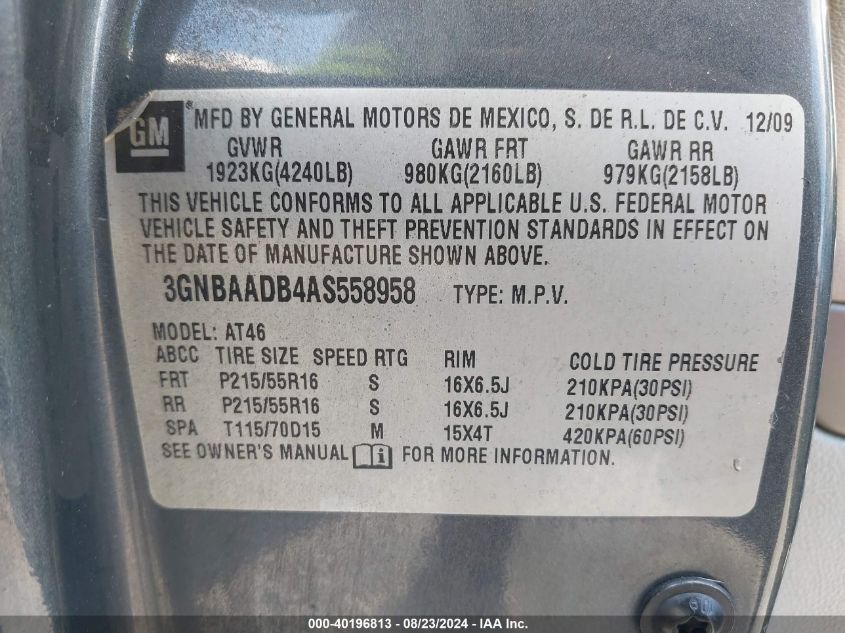 GM ® MFD BY GENERAL MOTORS DE MEXICO, S. DE R.L. DE C.V. 12/09
GVWR GAWR FRT GAWR RR
1923KG(4240LB) 980KG(2160LB) 979KG(2158LB)
THIS VEHICLE CONFORMS TO ALL APPLICABLE U.S. FEDERAL MOTOR
VEHICLE SAFETY AND THEFT PREVENTION STANDARDS IN EFFECT ON
THE DATE OF MANUFACTURE SHOWN ABOVE.
3GNBAADB4AS558958 TYPE: M.P.V.
MODEL: AT46
ABCC TIRE SIZE SPEED RTG RIM COLD TIRE PRESSURE
FRT P215/55R16 S 16X6.5J 210KPA(30PSI)
RR P215/55R16 S 16X6.5J 210KPA(30PSI)
SPA T115/70D15 M 15X4T 420KPA(60PSI)
SEE OWNER'S MANUAL i FOR MORE INFORMATION.
000-40196813 - 08/23/2024 - IAA Inc.